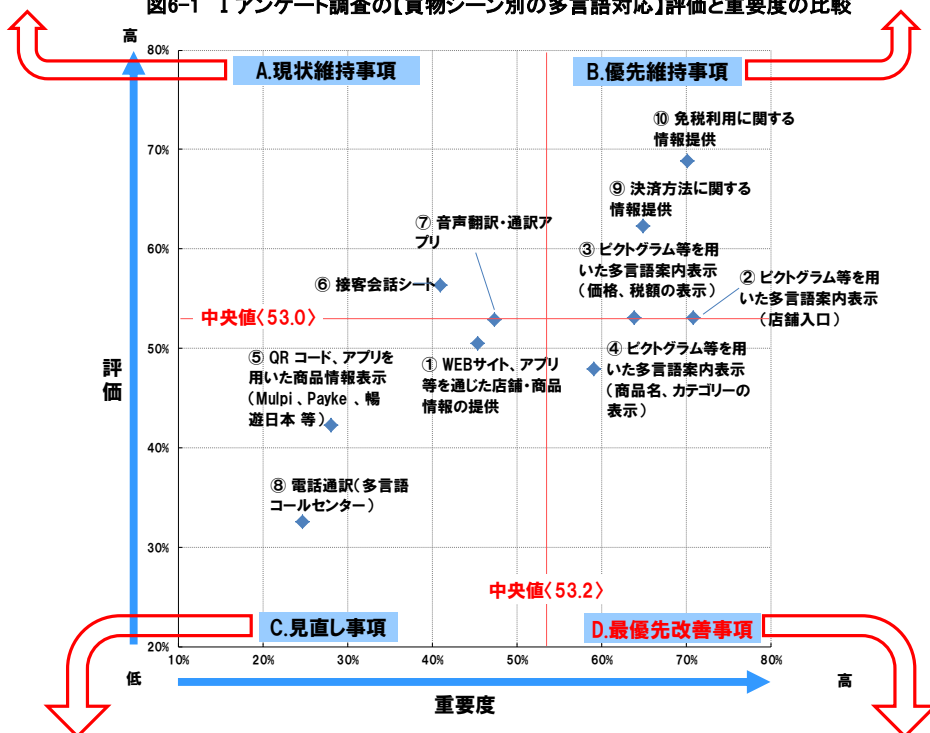 図6-1 Ⅰアンケート調査の【買物シーン別の多言語対応】評価と重要度の比較
高
80%
A.現状維持事項
B.優先維持事項
⑩ 免税利用に関する
情報提供
70%
⑨ 決済方法に関する
情報提供
⑦ 音声翻訳・通訳ア
プリ
60%
③ ピクトグラム等を用
いた多言語案内表示
（価格、税額の表示）
② ピクトグラム等を用
いた多言語案内表示
（店舗入口）
⑥ 接客会話シート
中央値〈53.0〉
50%
評価
⑤ QR コード、アプリを
用いた商品情報表示
（Mulpi 、Payke 、暢
遊日本 等）
① WEBサイト、アプリ
等を通じた店舗・商品
情報の提供
④ ピクトグラム等を用
いた多言語案内表示
（商品名、カテゴリーの
表示）
40%
⑧ 電話通訳（多言語
コールセンター）
30%
中央値〈53.2〉
C.見直し事項
D.最優先改善事項
20%
10%
20%
30%
40%
50%
60%
70%
80%
低
高
重要度